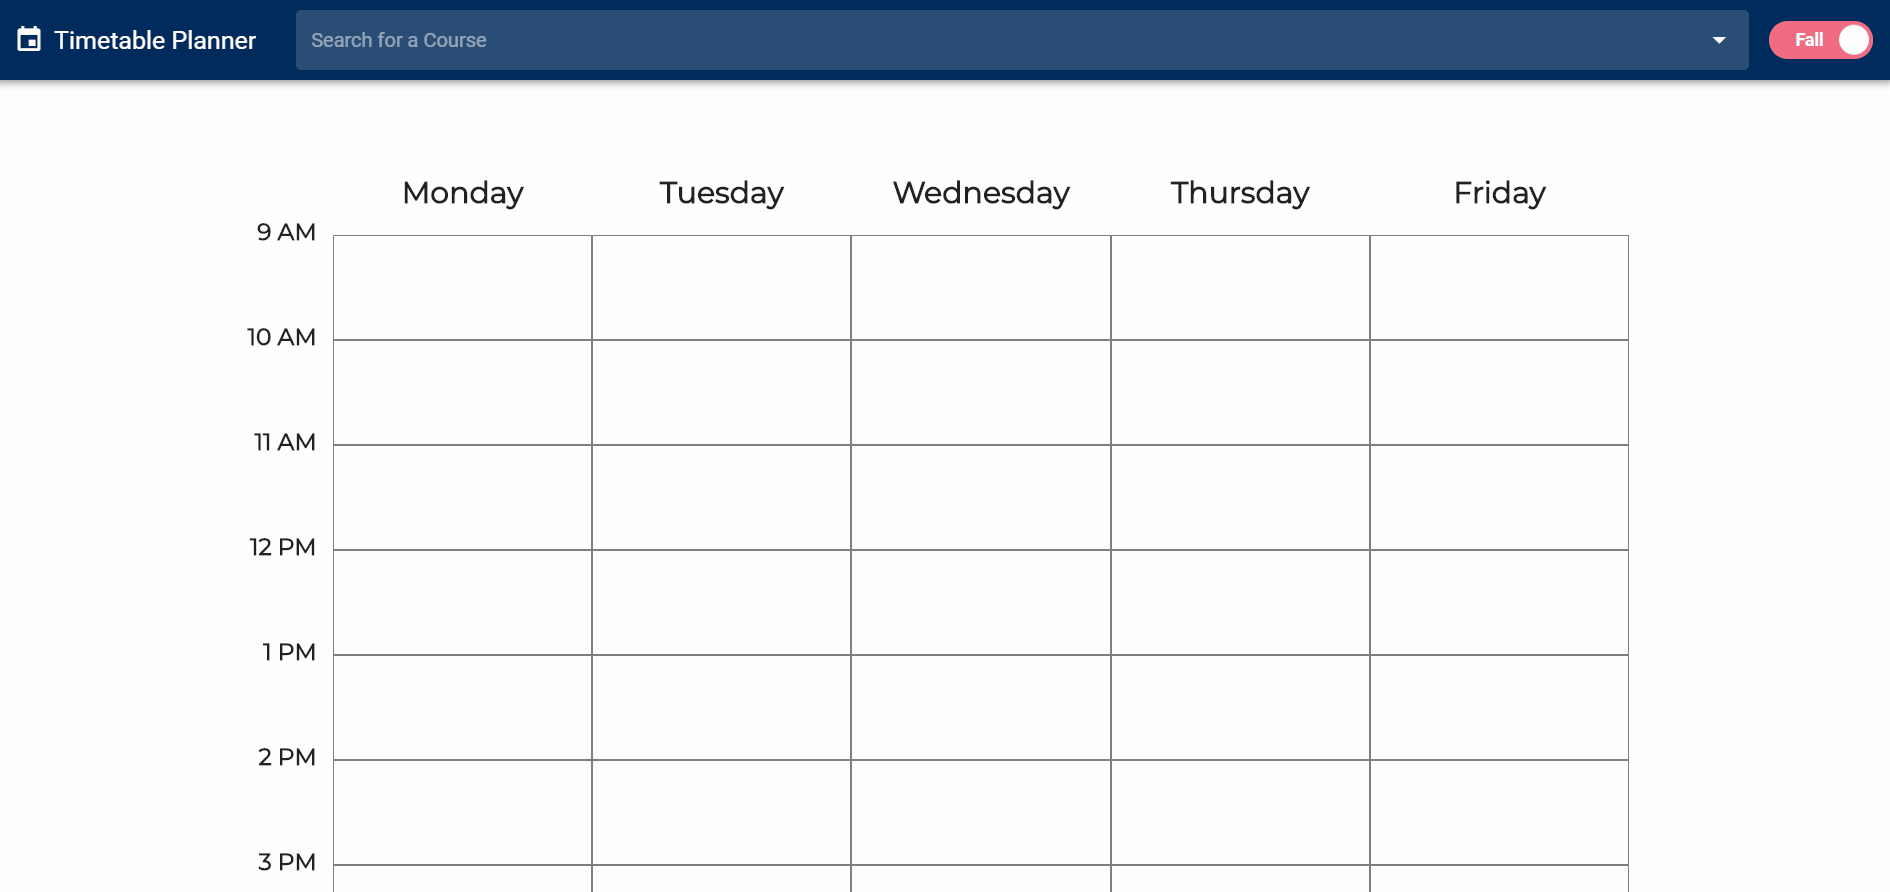 Timetable Planner
Search for a Course
Fall
Monday Tuesday Wednesday Thursday Friday
9 AM
10 AM
11 AM
12 PM
1 PM
2 PM
3 PM